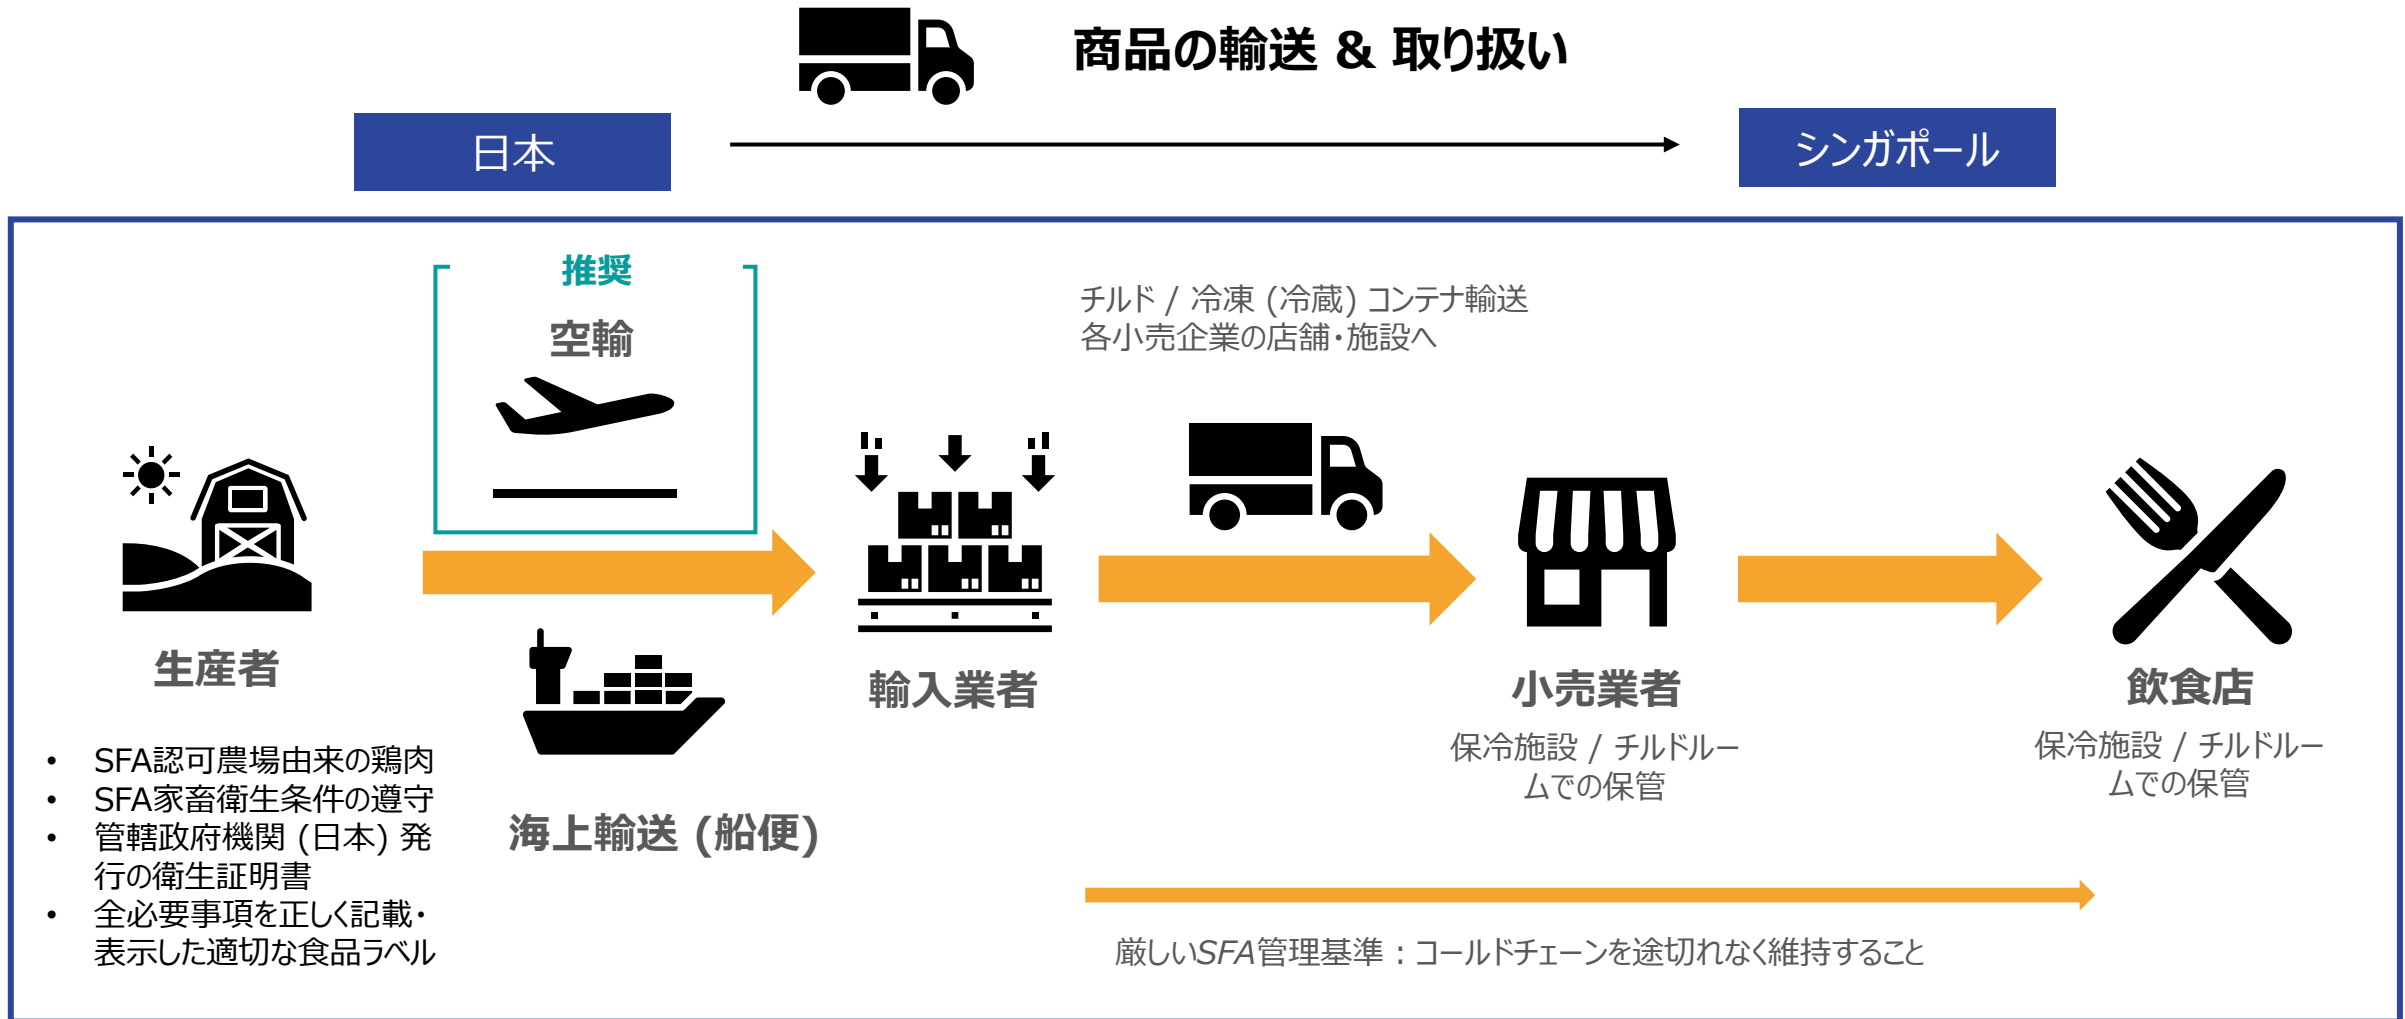 商品の輸送 & 取り扱い
日本
シンガポール
推奨
空輸
チルド / 冷凍 (冷蔵) コンテナ輸送
各小売企業の店舗・施設へ
生産者
輸入業者
小売業者
飲食店
保冷施設 / チルドルー
ムでの保管
保冷施設 / チルドルー
ムでの保管
• SFA認可農場由来の鶏肉
• SFA家畜衛生条件の遵守
• 管轄政府機関 (日本) 発
行の衛生証明書
• 全必要事項を正しく記載・
表示した適切な食品ラベル
海上輸送 (船便)
厳しいSFA管理基準：コールドチェーンを途切れなく維持すること